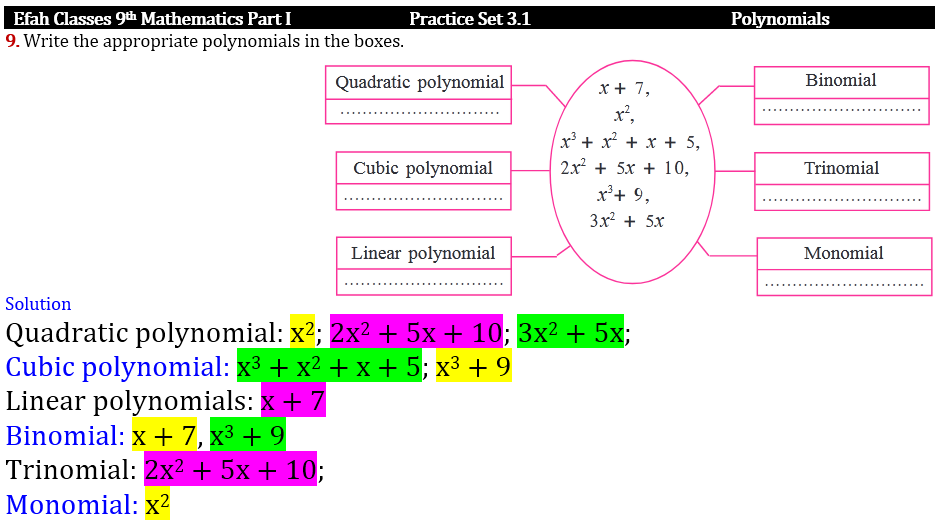 Efah Classes 9th Mathematics Part I Practice Set 3.1 Polynomials
9. Write the appropriate polynomials in the boxes.
Quadratic polynomial
..............................
Cubic polynomial
..............................
Linear polynomial
..............................
x + 7,
x²,
x³ + x² + x + 5,
2x² + 5x + 10,
x³+ 9,
3x² + 5x
Binomial
..............................
Trinomial
..............................
Monomial
..............................
Solution
Quadratic polynomial: x²; 2x² + 5x + 10; 3x² + 5x;
Cubic polynomial: x³ + x² + x + 5; x³ + 9
Linear polynomials: x + 7
Binomial: x + 7, x³ + 9
Trinomial: 2x² + 5x + 10;
Monomial: x²